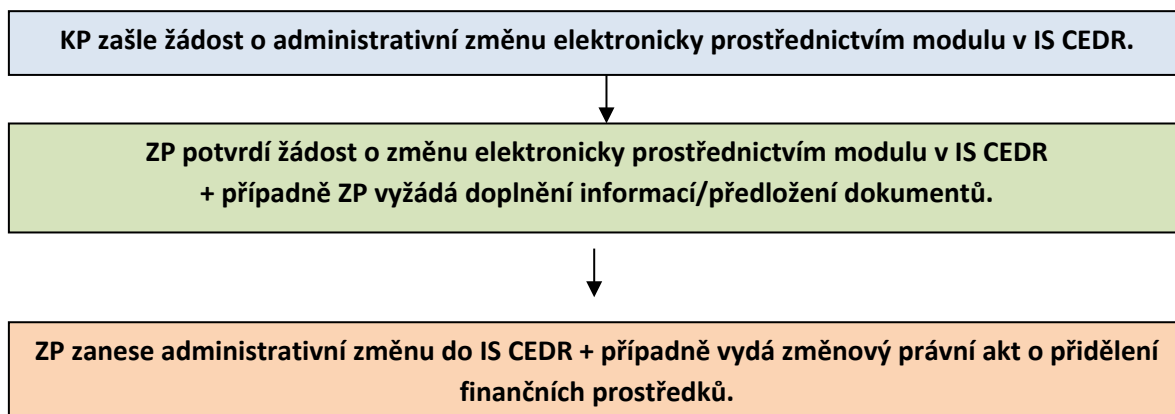 KP zašle žádost o administrativní změnu elektronicky prostřednictvím modulu v IS CEDR.
ZP potvrdí žádost o změnu elektronicky prostřednictvím modulu v IS CEDR
+ případně ZP vyžádá doplnění informací/předložení dokumentů.
ZP zanese administrativní změnu do IS CEDR + případně vydá změnový právní akt o přidělení
finančních prostředků.